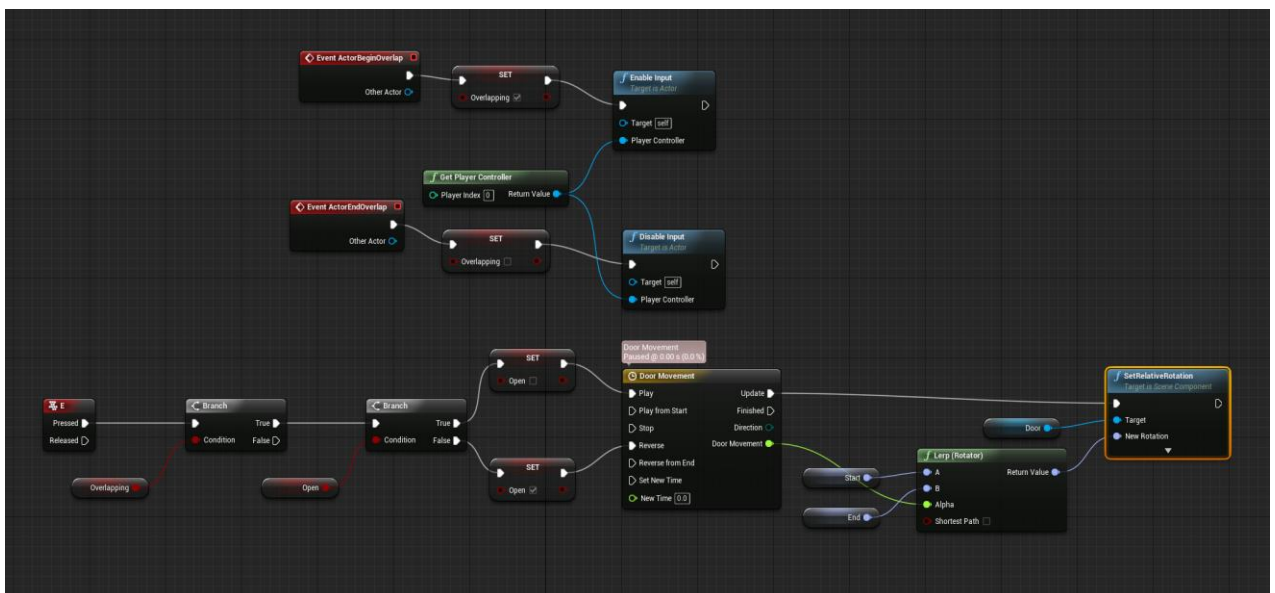 Event ActorBeginOverlap
Other Actor
SET
Overlapping
f Enable Input
Target is Actor
Target self
Player Controller
f Get Player Controller
Player Index 0 Return Value
Event ActorEndOverlap
Other Actor
SET
Overlapping
f Disable Input
Target is Actor
Target self
Player Controller
E
Pressed
Released
Branch
True
Condition False
Overlapping
Branch
True
Condition False
Open
SET
Open
SET
Open
Door Movement
Paused @ 0.00 s (0.0 %)
Door Movement
Play Update
Play from Start Finished
Stop Direction
Reverse Door Movement
Reverse from End
Set New Time
New Time 0.0
Start
End
Door
f Lerp (Rotator)
A Return Value
B
Alpha
Shortest Path
f SetRelativeRotation
Target is Scene Component
Target
New Rotation